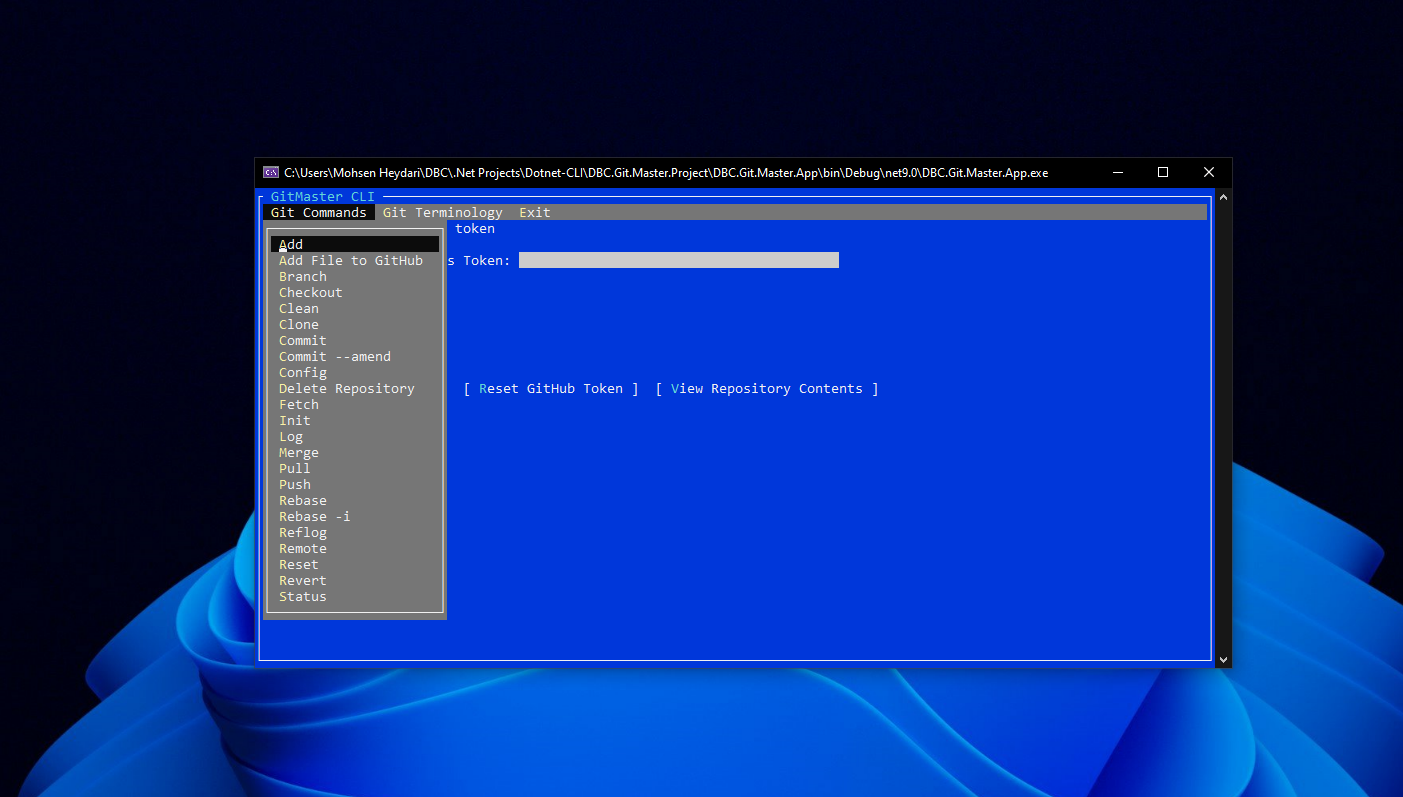 C:\Users\Mohsen Heydari\DBC\.Net Projects\Dotnet-CLI\DBC.Git.Master.Project\DBC.Git.Master.App\bin\Debug\net9.0\DBC.Git.Master.App.exe
GitMaster CLI
Git Commands Git Terminology Exit
token
Add
Add File to GitHub s Token:
Branch
Checkout
Clean
Clone
Commit
Commit --amend
Config
Delete Repository [ Reset GitHub Token ] [ View Repository Contents ]
Fetch
Init
Log
Merge
Pull
Push
Rebase
Rebase -i
Reflog
Remote
Reset
Revert
Status